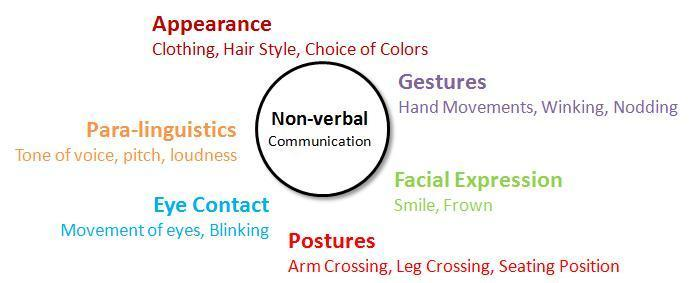 Appearance
Clothing, Hair Style, Choice of Colors
Gestures
Hand Movements, Winking, Nodding
Non-verbal
Communication
Para-linguistics
Tone of voice, pitch, loudness
Facial Expression
Smile, Frown
Eye Contact
Movement of eyes, Blinking
Postures
Arm Crossing, Leg Crossing, Seating Position